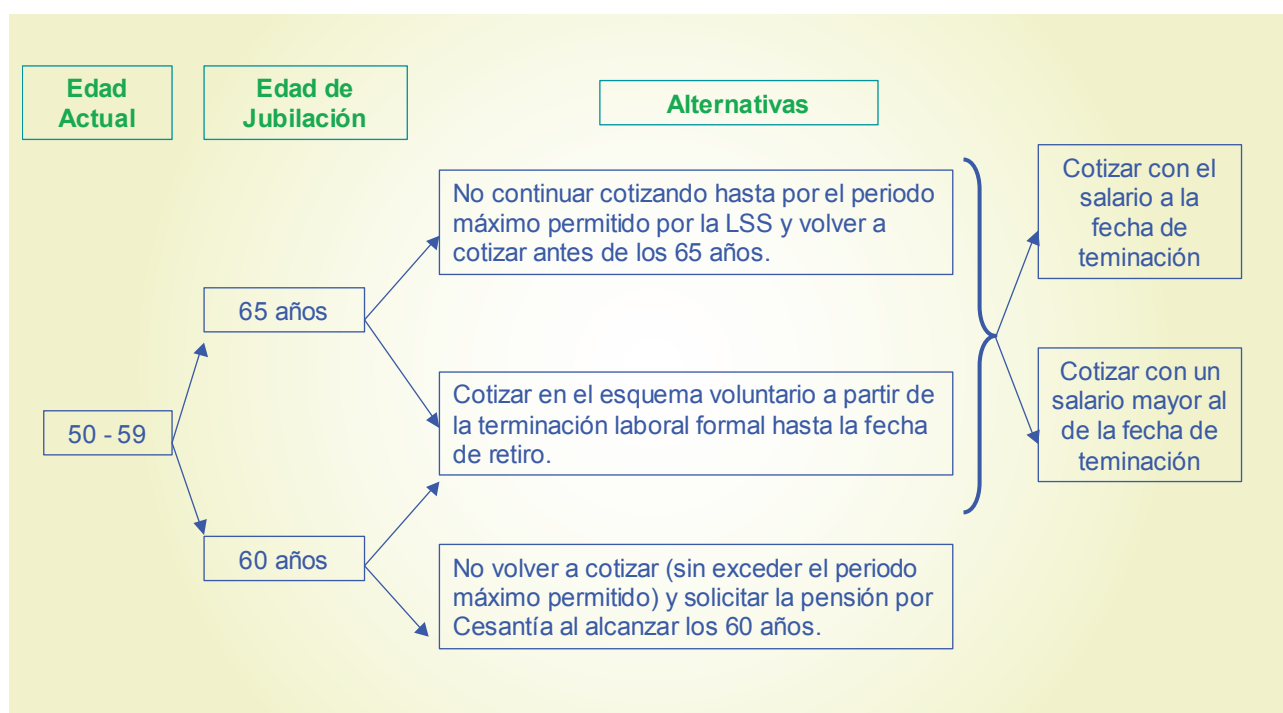 Edad
Actual
Edad de
Jubilación
Alternativas
No continuar cotizando hasta por el periodo
máximo permitido por la LSS y volver a
cotizar antes de los 65 años.
Cotizar con el
salario a la
fecha de
teminación
65 años
Cotizar en el esquema voluntario a partir de
la terminación laboral formal hasta la fecha
de retiro.
Cotizar con un
salario mayor al
de la fecha de
teminación
50 - 59
60 años
No volver a cotizar (sin exceder el periodo
máximo permitido) y solicitar la pensión por
Cesantía al alcanzar los 60 años.